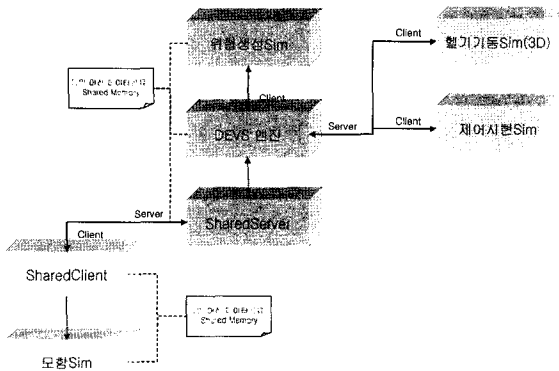 위협생성Sim
Client
헬기기동Sim(3D)
Shared Memory
Client
DEVS 엔진
Server
Client
제어시현Sim
Server
SharedServer
Client
SharedClient
Shared Memory
모항Sim